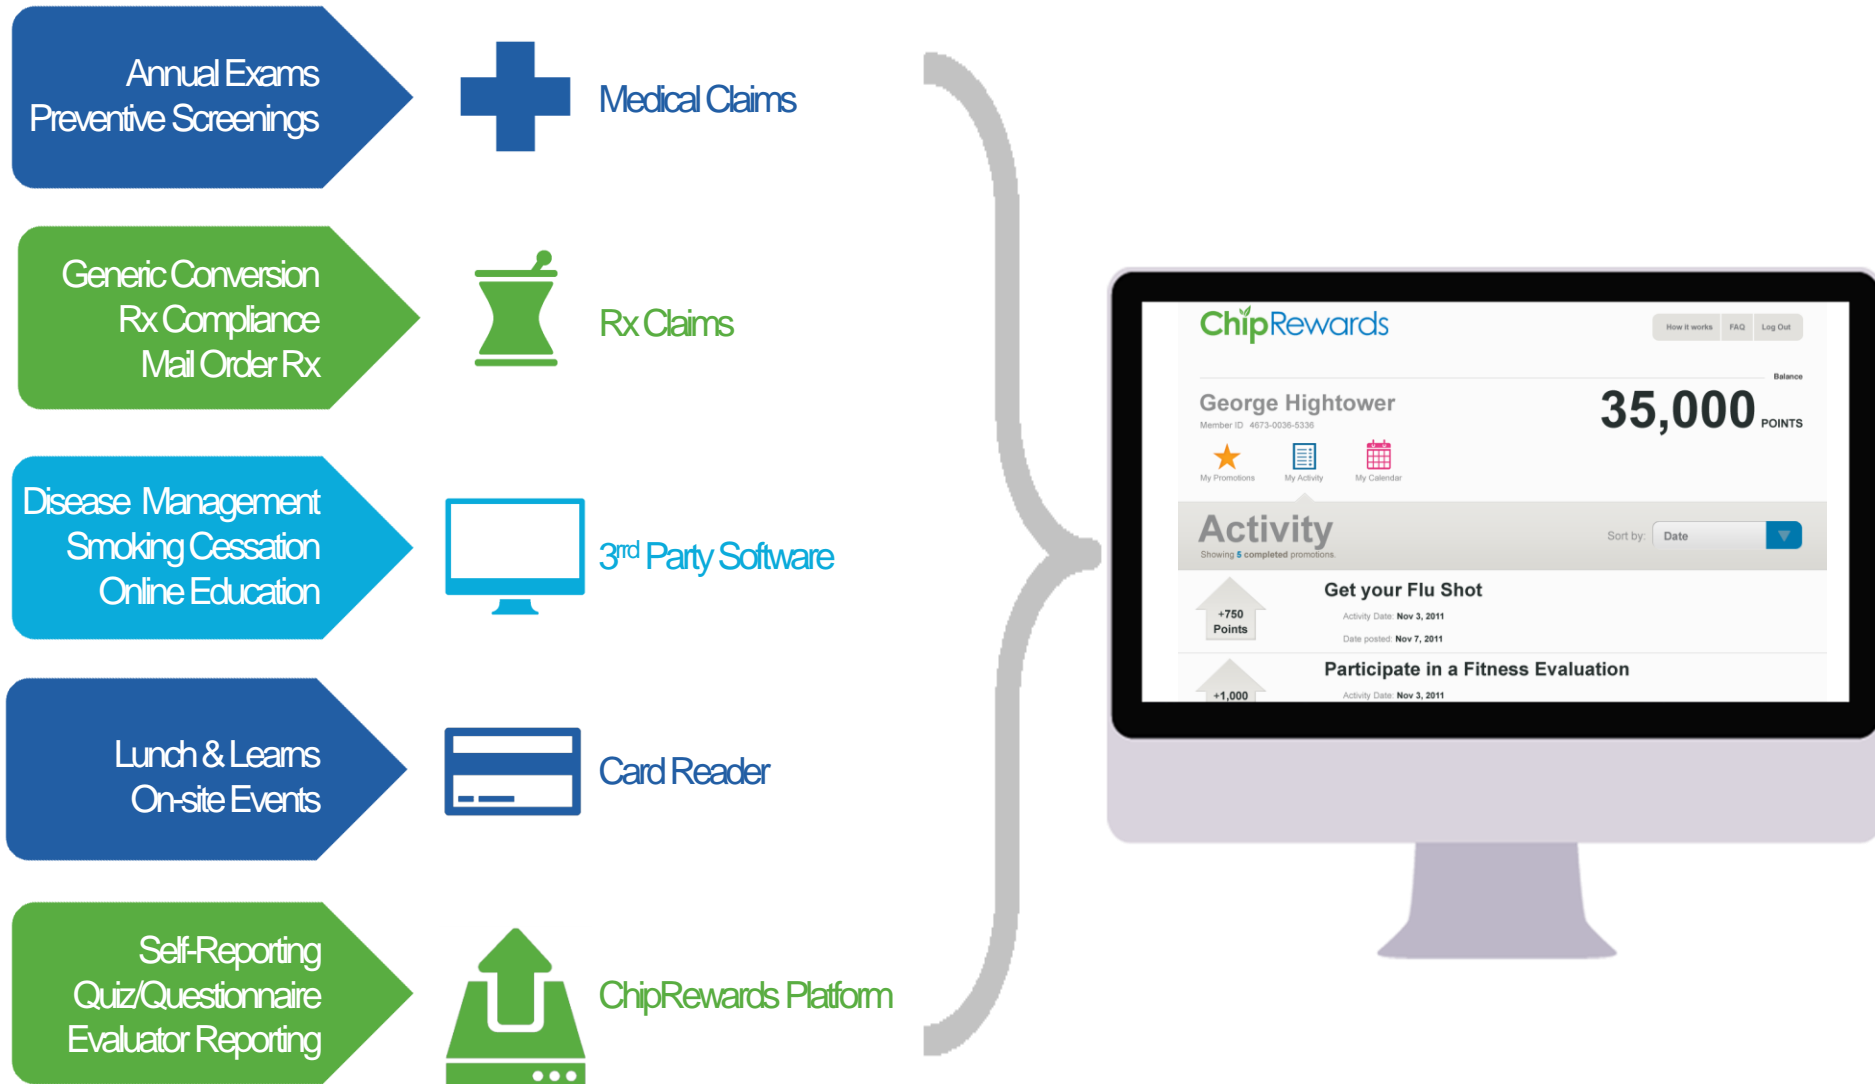 Annual Exams
Preventive Screenings
Medical Claims
Generic Conversion
Rx Compliance
Mail Order Rx
Rx Claims
Disease Management
Smoking Cessation
Online Education
3rrd Party Software
Lunch & Learns
On-site Events
Card Reader
Self-Reporting
Quiz/Questionnaire
Evaluator Reporting
ChipRewards Platform
ChipRewards
How it works FAQ Log Out
Balance
George Hightower
35,000 POINTS
Member ID 4673-0036-5336
My Promotions My Activity My Calendar
Activity
Sort by: Date
Showing 5 completed promotions.
Get your Flu Shot
+750
Points
Activity Date: Nov 3, 2011
Date posted: Nov 7, 2011
Participate in a Fitness Evaluation
+1,000
Activity Date: Nov 3, 2011